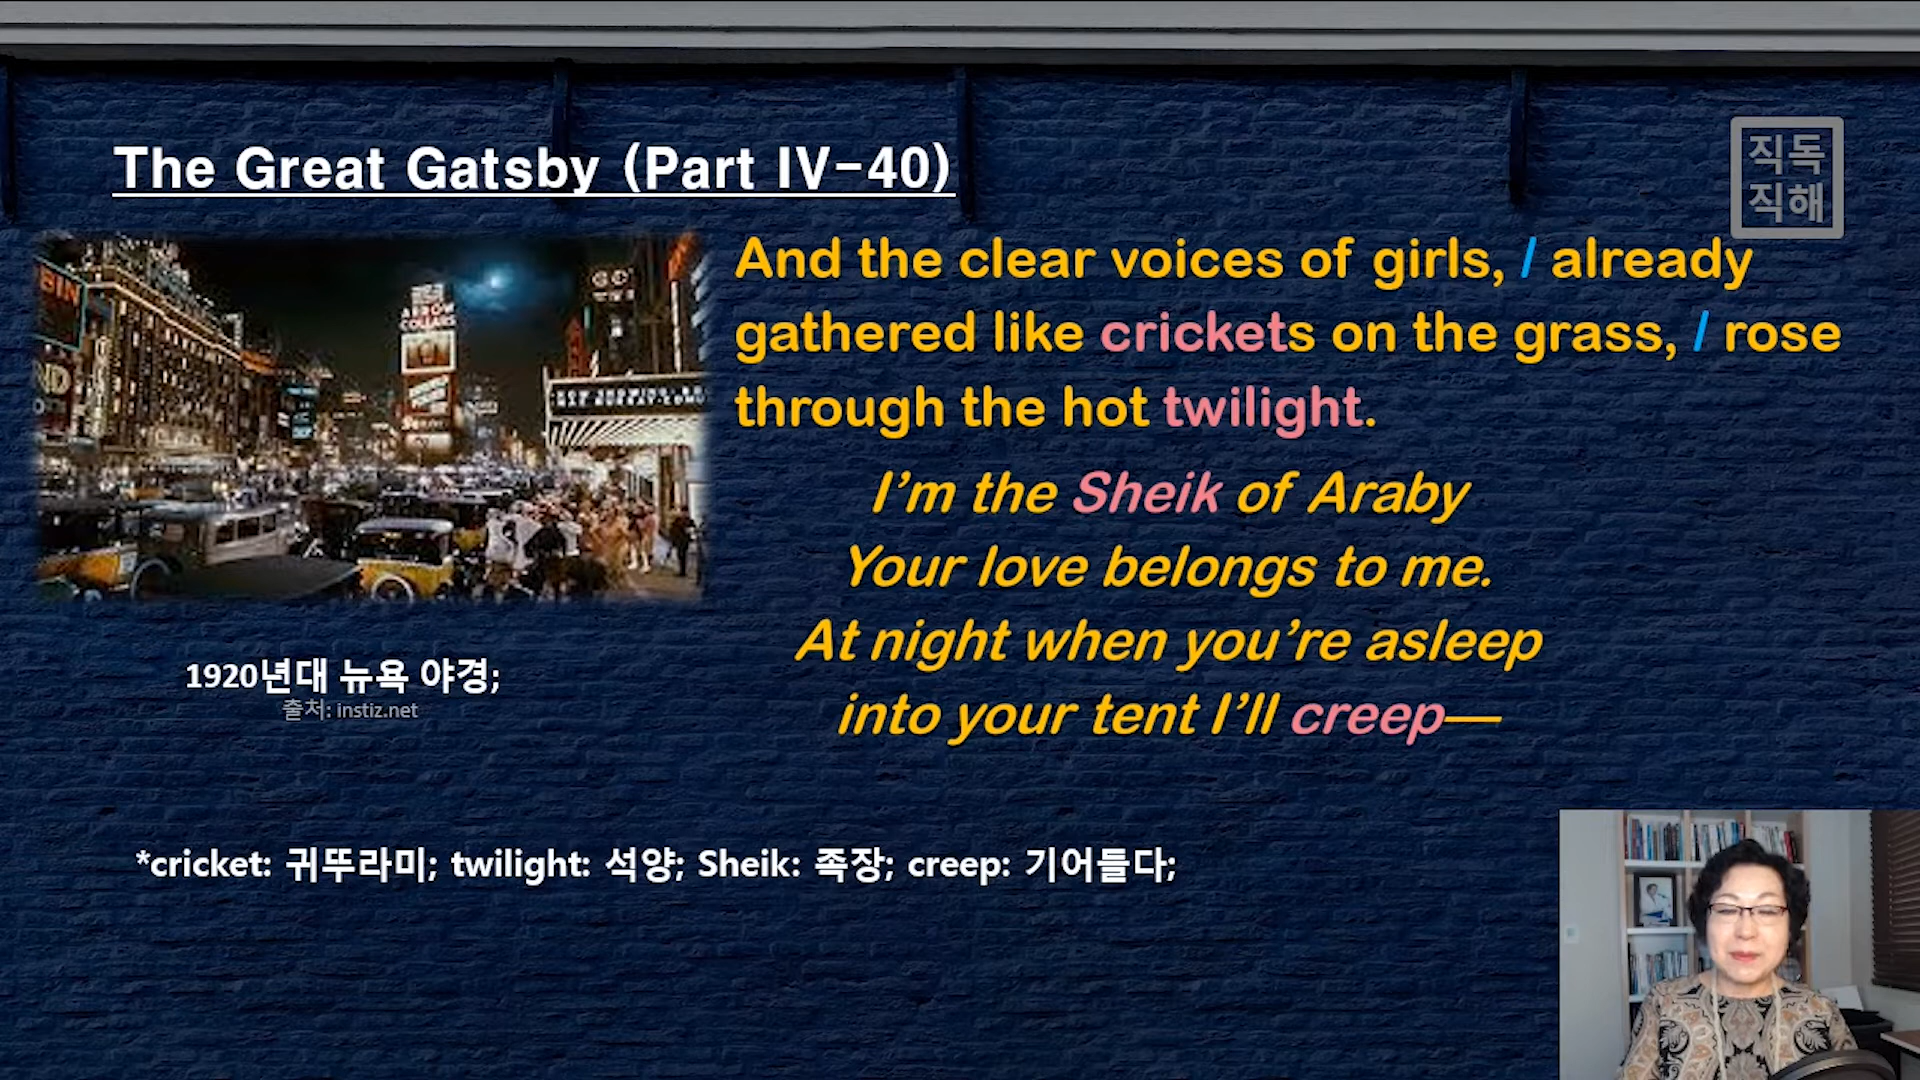 The Great Gatsby (Part IV-40)
직독
직해
And the clear voices of girls, / already
gathered like crickets on the grass, / rose
through the hot twilight.
I'm the Sheik of Araby
Your love belongs to me.
At night when you're asleep
into your tent I'll creep—
ARROW
COLLARS
1920년대 뉴욕 야경;
출처: instiz.net
*cricket: 귀뚜라미; twilight: 석양; Sheik: 족장; creep: 기어들다;